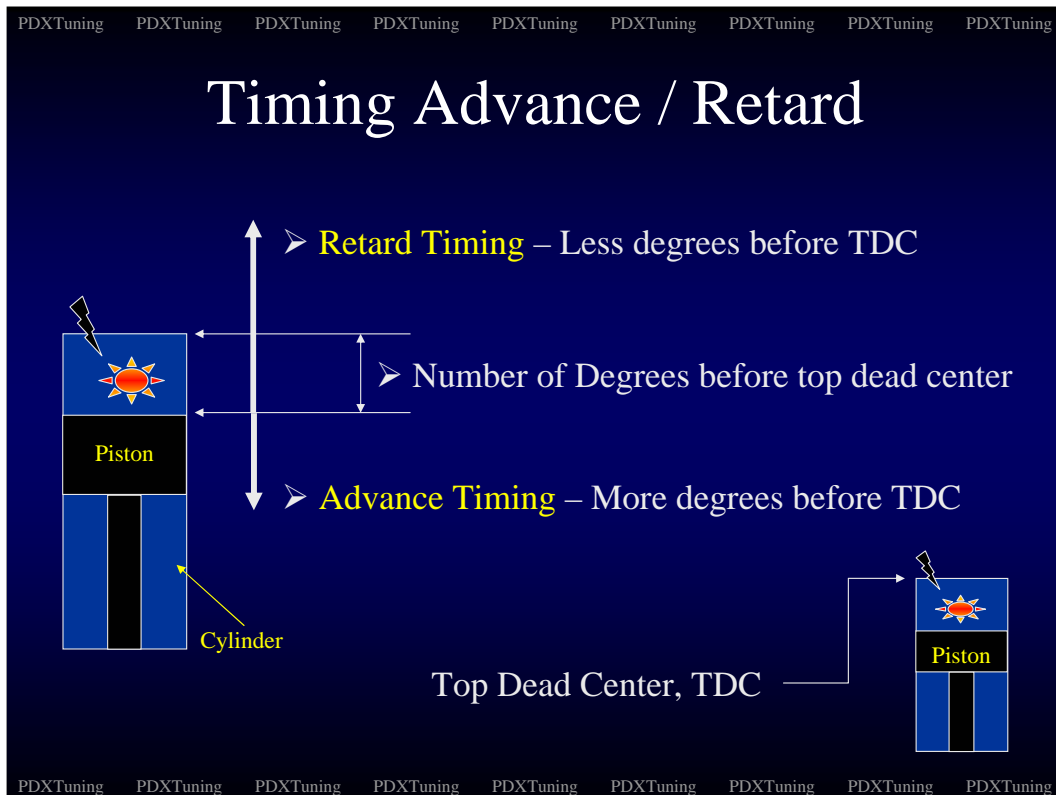 PDXTuning PDXTuning PDXTuning PDXTuning PDXTuning PDXTuning PDXTuning PDXTuning PDXTuning
Timing Advance / Retard
➢ Retard Timing – Less degrees before TDC
➢ Number of Degrees before top dead center
Piston
➢ Advance Timing – More degrees before TDC
Cylinder
Piston
Top Dead Center, TDC
PDXTuning PDXTuning PDXTuning PDXTuning PDXTuning PDXTuning PDXTuning PDXTuning PDXTuning